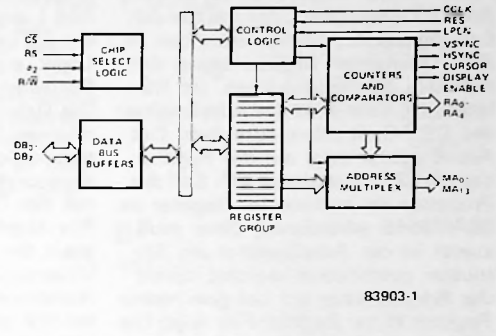 CCLK
RES
LPEN
VSYNC
HSYNC
CURSOR
DISPLAY
ENABLE
RA0-
RA4
CONTROL
LOGIC
COUNTERS
AND
COMPARATORS
CS
RS
φ2
R/W
CHIP
SELECT
LOGIC
DB0-
DB7
DATA
BUS
BUFFERS
REGISTER
GROUP
ADDRESS
MULTIPLEX
MA0-
MA13
83903-1